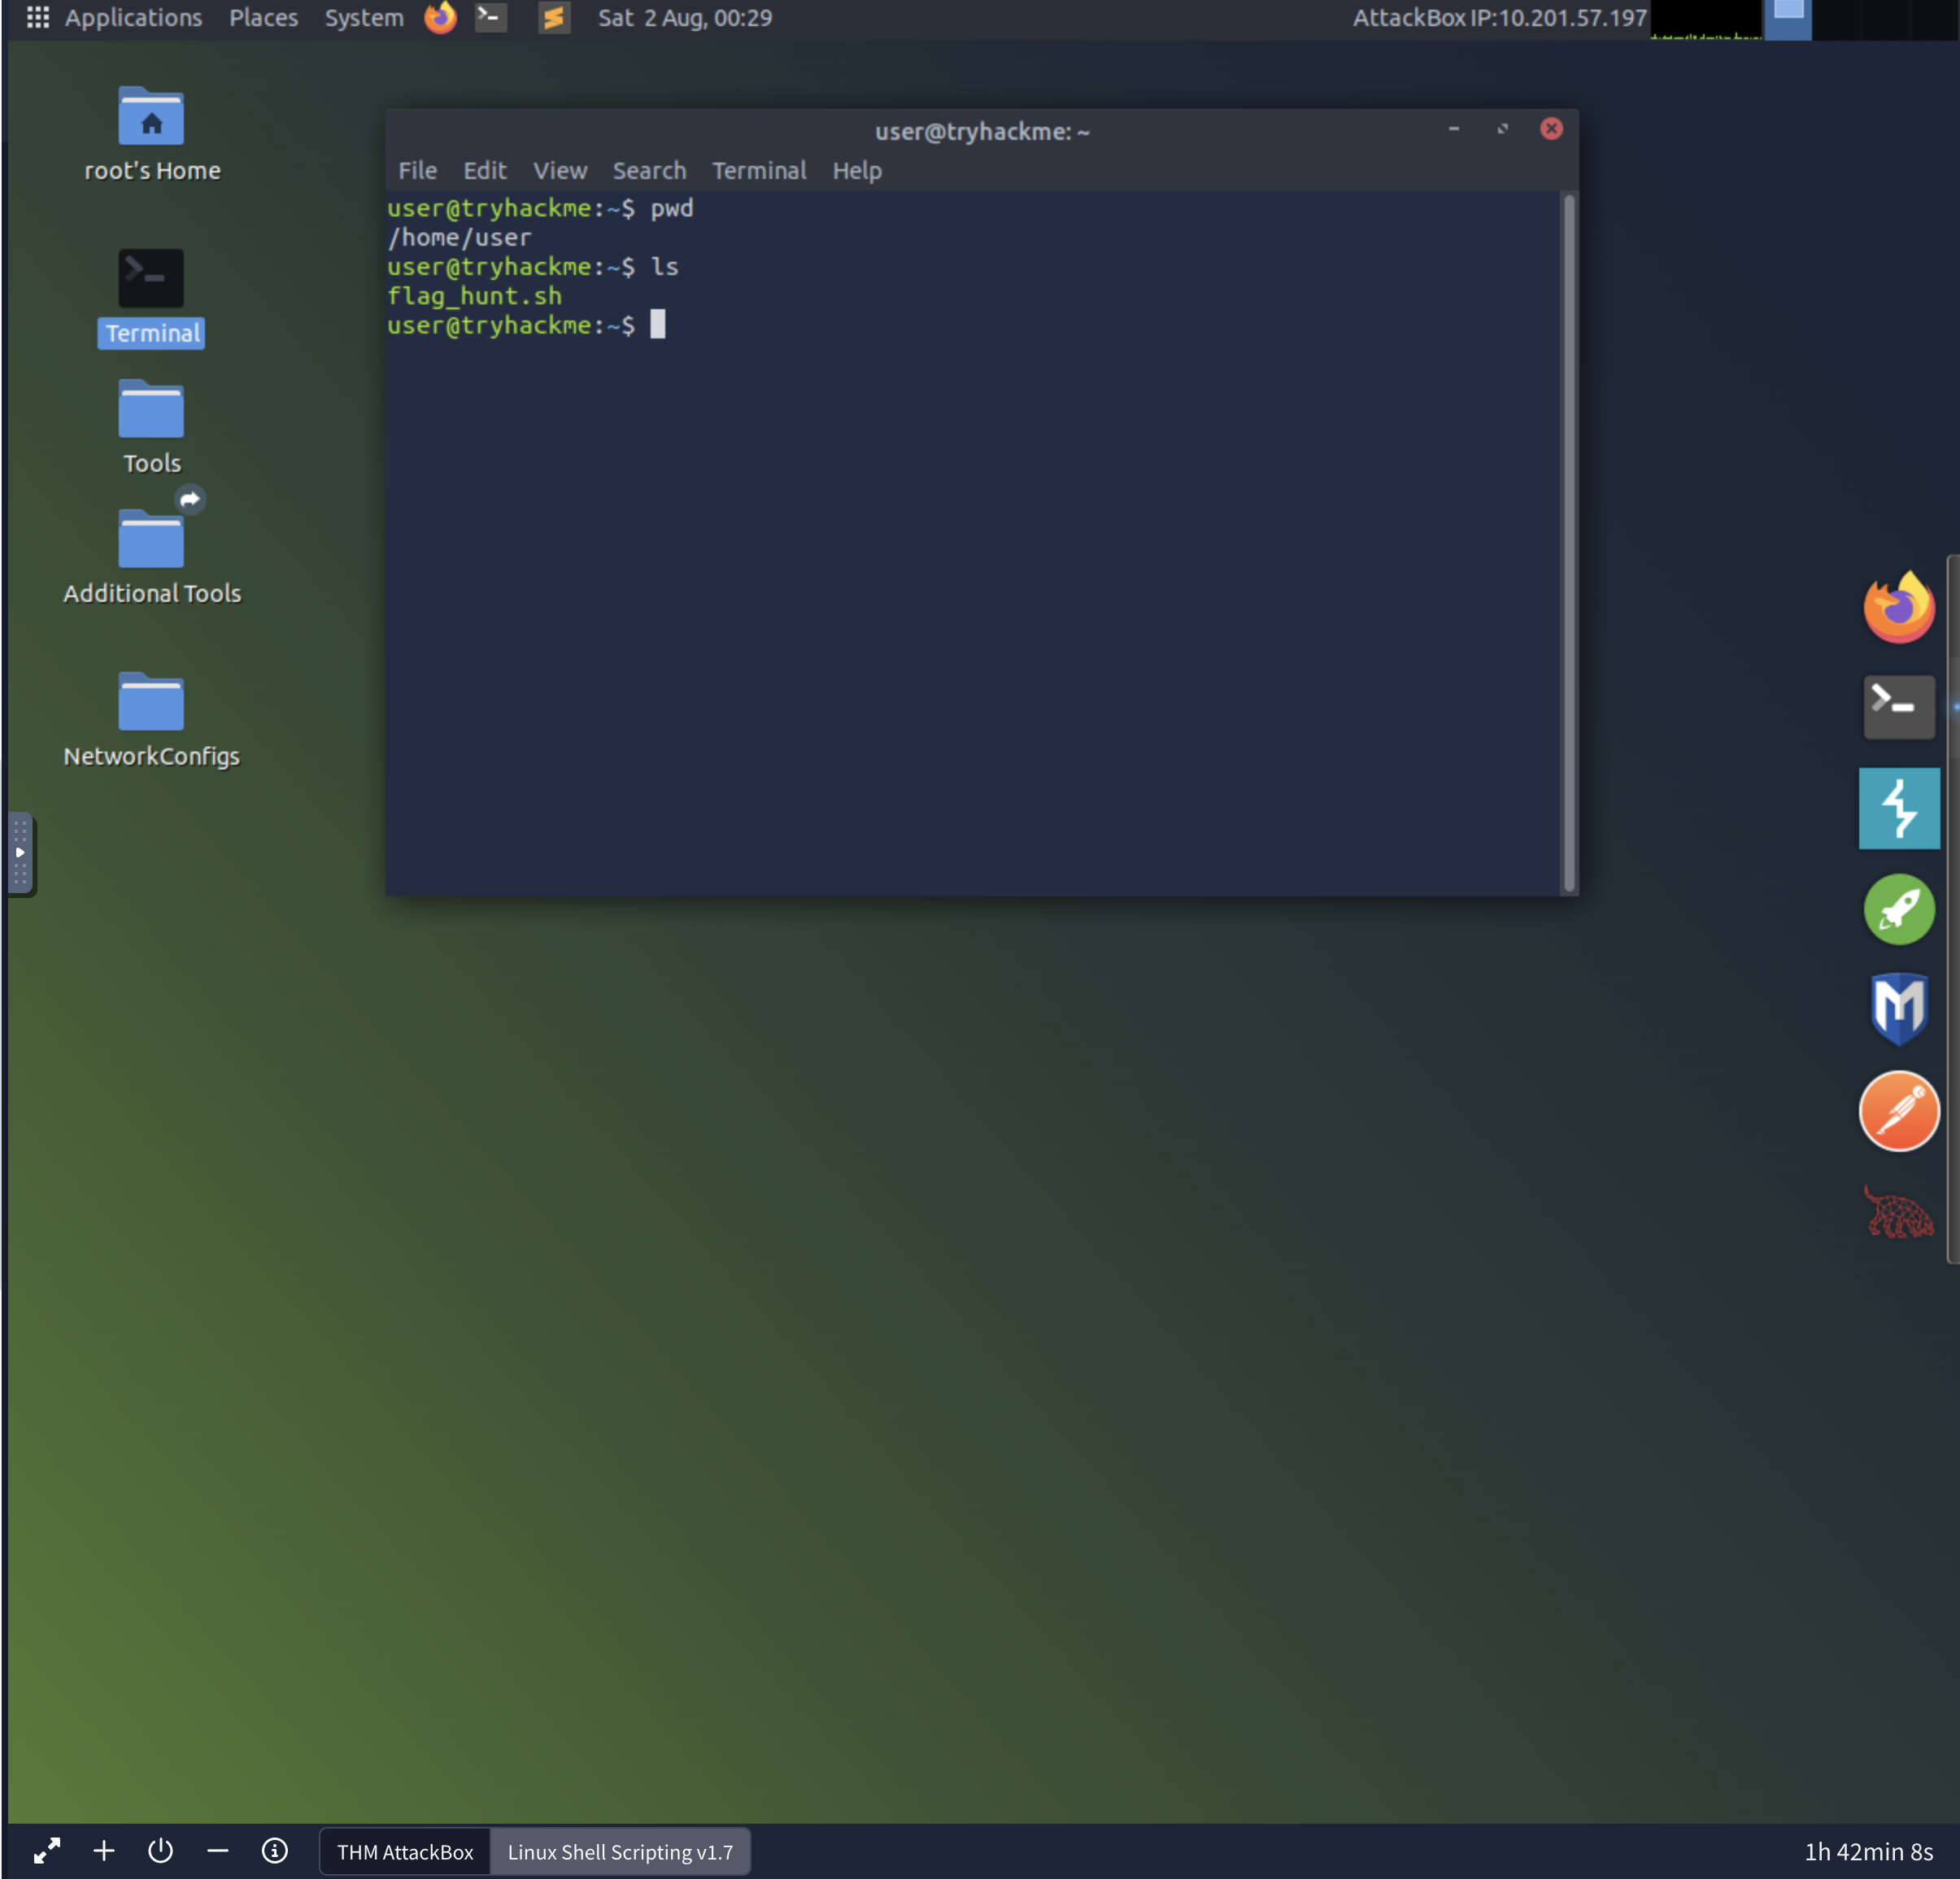 Applications Places System Sat 2 Aug, 00:29 AttackBox IP:10.201.57.197
root's Home
Terminal
Tools
Additional Tools
NetworkConfigs
user@tryhackme: ~
File Edit View Search Terminal Help
user@tryhackme:~$ pwd
/home/user
user@tryhackme:~$ ls
flag_hunt.sh
user@tryhackme:~$
THM AttackBox Linux Shell Scripting v1.7 1h 42min 8s